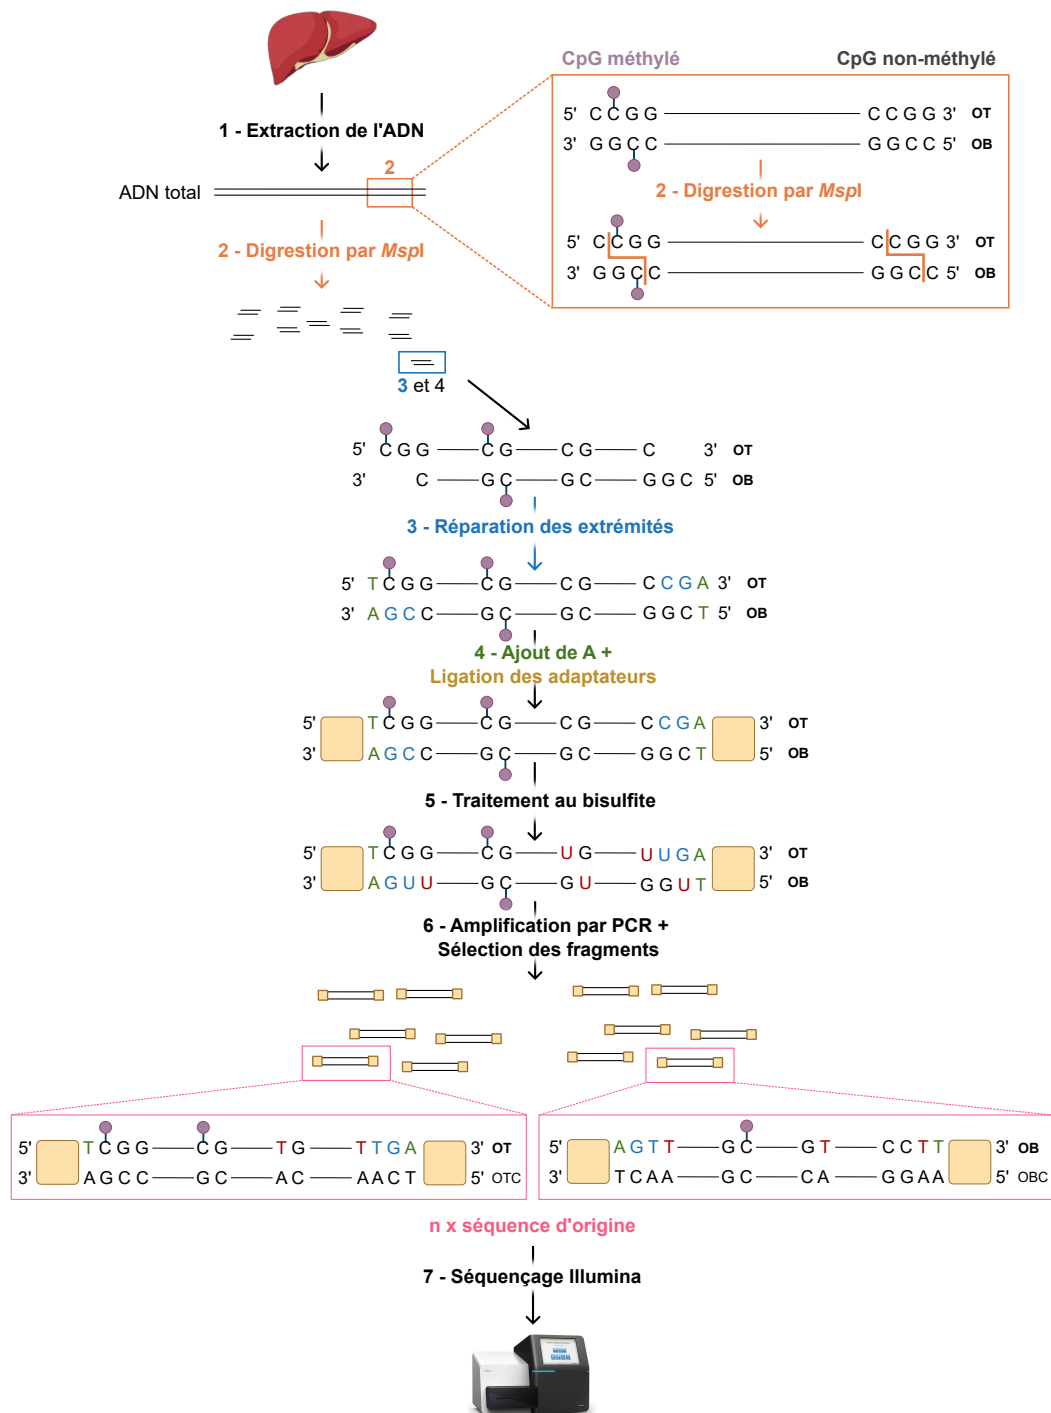 CpG méthylé CpG non-méthylé
5' C C G G C C G G 3' OT
3' G G C C G G C C 5' OB
2 - Digrestion par MspI
5' C C G G C C G G 3' OT
3' G G C C G G C C 5' OB
1 - Extraction de l'ADN
2
ADN total
2 - Digrestion par MspI
3 et 4
5' C G G C G C G C 3' OT
3' C G C G C G G C 5' OB
3 - Réparation des extrémités
5' T C G G C G C G C C G A 3' OT
3' A G C C G C G C G G C T 5' OB
4 - Ajout de A +
Ligation des adaptateurs
5' T C G G C G C G C C G A 3' OT
3' A G C C G C G C G G C T 5' OB
5 - Traitement au bisulfite
5' T C G G C G U G U U G A 3' OT
3' A G U U G C G U G G U T 5' OB
6 - Amplification par PCR +
Sélection des fragments
5' T C G G C G T G T T G A 3' OT
3' A G C C G C A C A A C T 5' OTC
5' A G T T G C G T C C T T 3' OB
3' T C A A G C C A G G A A 5' OBC
n x séquence d'origine
7 - Séquençage Illumina